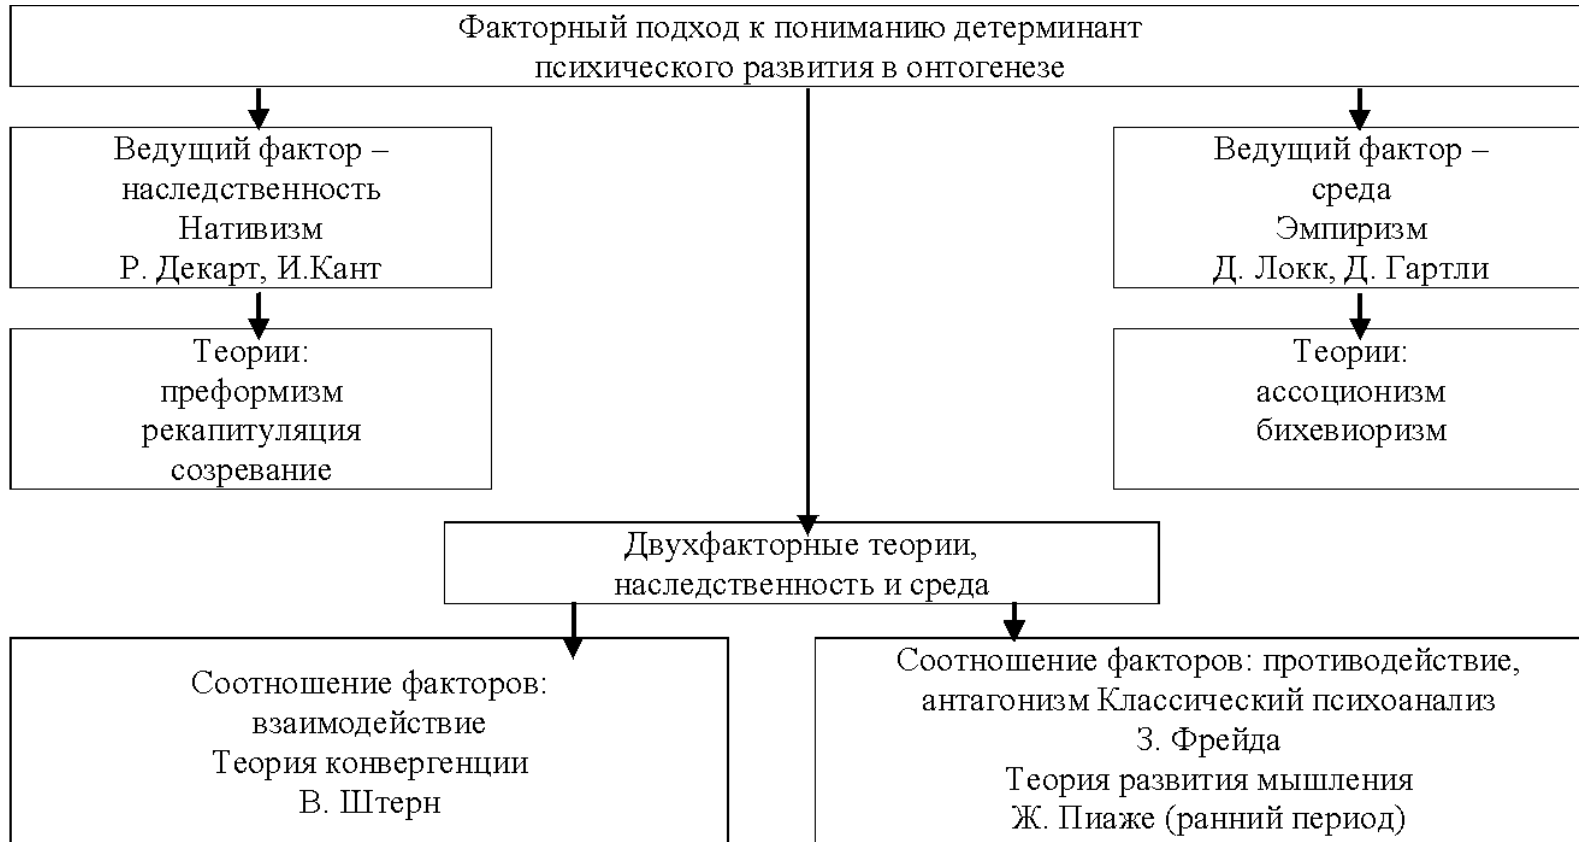 Факторный подход к пониманию детерминант
психического развития в онтогенезе
Ведущий фактор –
наследственность
Нативизм
Р. Декарт, И.Кант
Ведущий фактор –
среда
Эмпиризм
Д. Локк, Д. Гартли
Теории:
преформизм
рекапитуляция
созревание
Теории:
ассоционизм
бихевиоризм
Двухфакторные теории,
наследственность и среда
Соотношение факторов:
взаимодействие
Теория конвергенции
В. Штерн
Соотношение факторов: противодействие,
антагонизм Классический психоанализ
З. Фрейда
Теория развития мышления
Ж. Пиаже (ранний период)